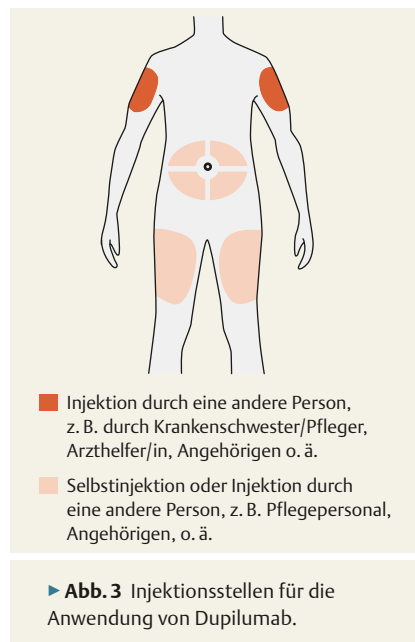 Injektion durch eine andere Person,
z. B. durch Krankenschwester/Pfleger,
Arzthelfer/in, Angehörigen o. ä.
Selbstinjektion oder Injektion durch
eine andere Person, z. B. Pflegepersonal,
Angehörigen, o. ä.
▶ Abb. 3 Injektionsstellen für die
Anwendung von Dupilumab.